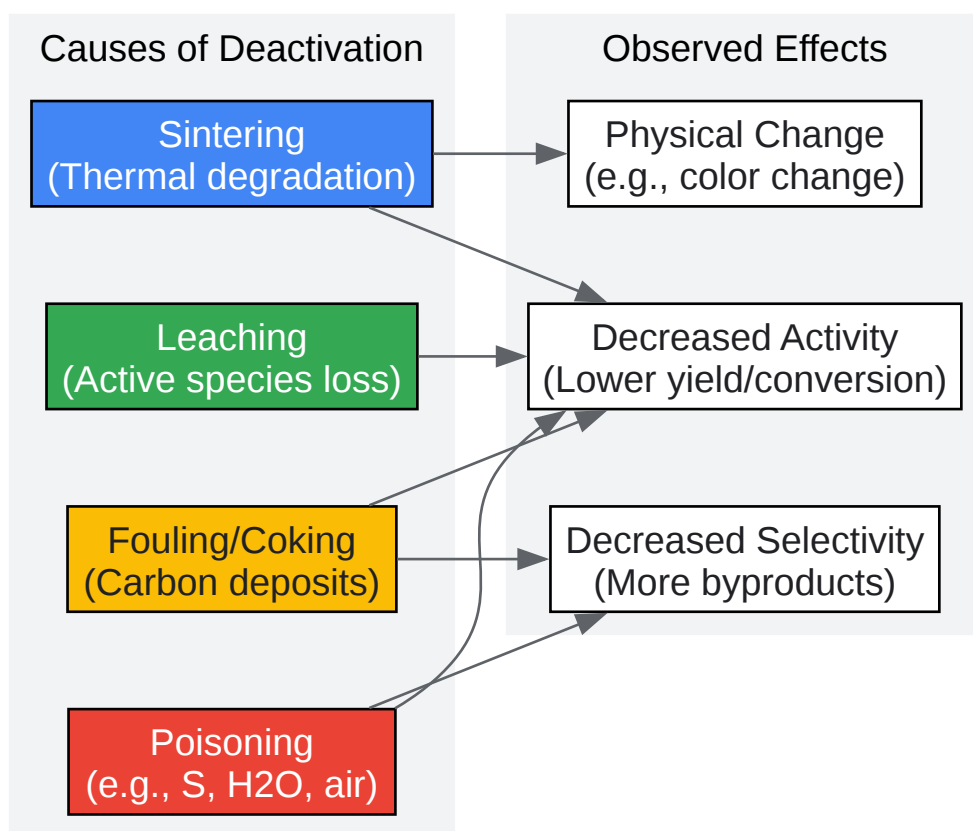 Causes of Deactivation
Observed Effects
Sintering
(Thermal degradation)
Physical Change
(e.g., color change)
Leaching
(Active species loss)
Decreased Activity
(Lower yield/conversion)
Fouling/Coking
(Carbon deposits)
Decreased Selectivity
(More byproducts)
Poisoning
(e.g., S, H2O, air)